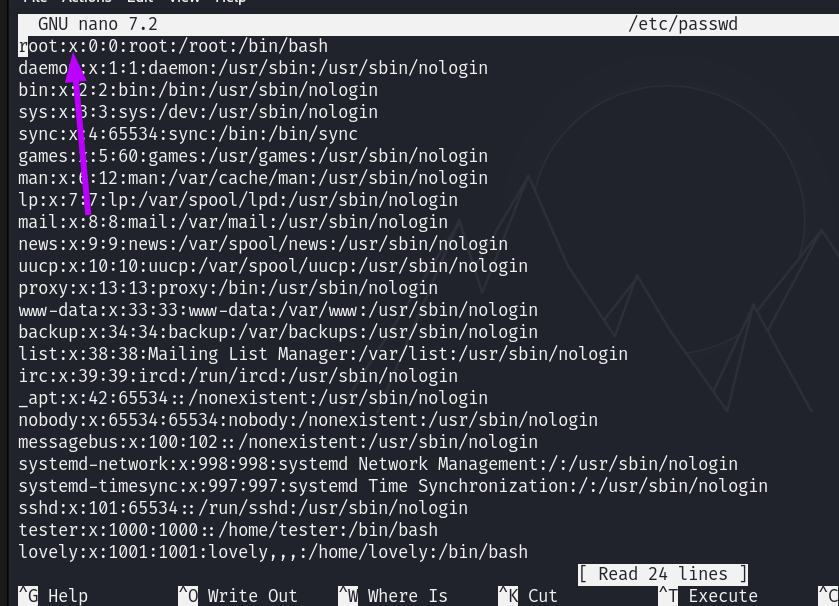 File Actions Edit View Help
GNU nano 7.2 /etc/passwd
root:x:0:0:root:/root:/bin/bash
daemon:x:1:1:daemon:/usr/sbin:/usr/sbin/nologin
bin:x:2:2:bin:/bin:/usr/sbin/nologin
sys:x:3:3:sys:/dev:/usr/sbin/nologin
sync:x:4:65534:sync:/bin:/bin/sync
games:x:5:60:games:/usr/games:/usr/sbin/nologin
man:x:6:12:man:/var/cache/man:/usr/sbin/nologin
lp:x:7:7:lp:/var/spool/lpd:/usr/sbin/nologin
mail:x:8:8:mail:/var/mail:/usr/sbin/nologin
news:x:9:9:news:/var/spool/news:/usr/sbin/nologin
uucp:x:10:10:uucp:/var/spool/uucp:/usr/sbin/nologin
proxy:x:13:13:proxy:/bin:/usr/sbin/nologin
www-data:x:33:33:www-data:/var/www:/usr/sbin/nologin
backup:x:34:34:backup:/var/backups:/usr/sbin/nologin
list:x:38:38:Mailing List Manager:/var/list:/usr/sbin/nologin
irc:x:39:39:ircd:/run/ircd:/usr/sbin/nologin
_apt:x:42:65534::/nonexistent:/usr/sbin/nologin
nobody:x:65534:65534:nobody:/nonexistent:/usr/sbin/nologin
messagebus:x:100:102::/nonexistent:/usr/sbin/nologin
systemd-network:x:998:998:systemd Network Management:/:/usr/sbin/nologin
systemd-timesync:x:997:997:systemd Time Synchronization:/:/usr/sbin/nologin
sshd:x:101:65534::/run/sshd:/usr/sbin/nologin
tester:x:1000:1000::/home/tester:/bin/bash
lovely:x:1001:1001:lovely,,,:/home/lovely:/bin/bash
[ Read 24 lines ]
^G Help ^O Write Out ^W Where Is ^K Cut ^T Execute ^C